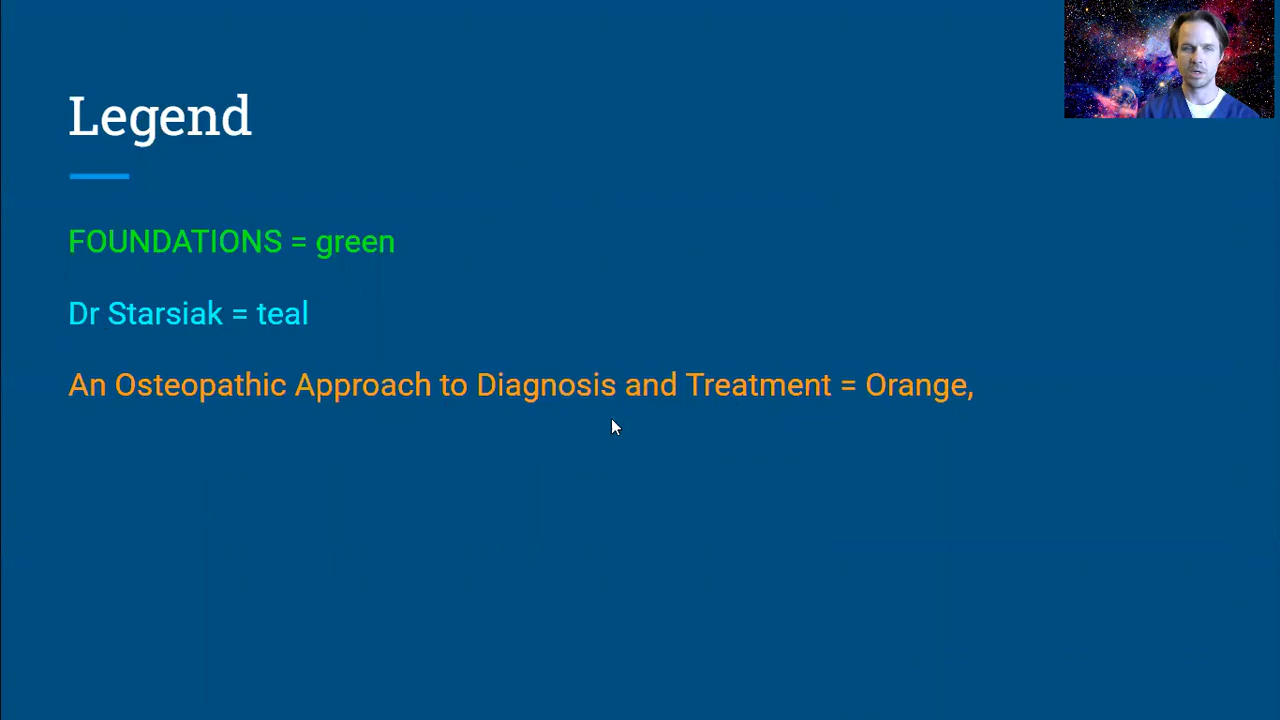 Legend
FOUNDATIONS = green
Dr Starsiak = teal
An Osteopathic Approach to Diagnosis and Treatment = Orange,